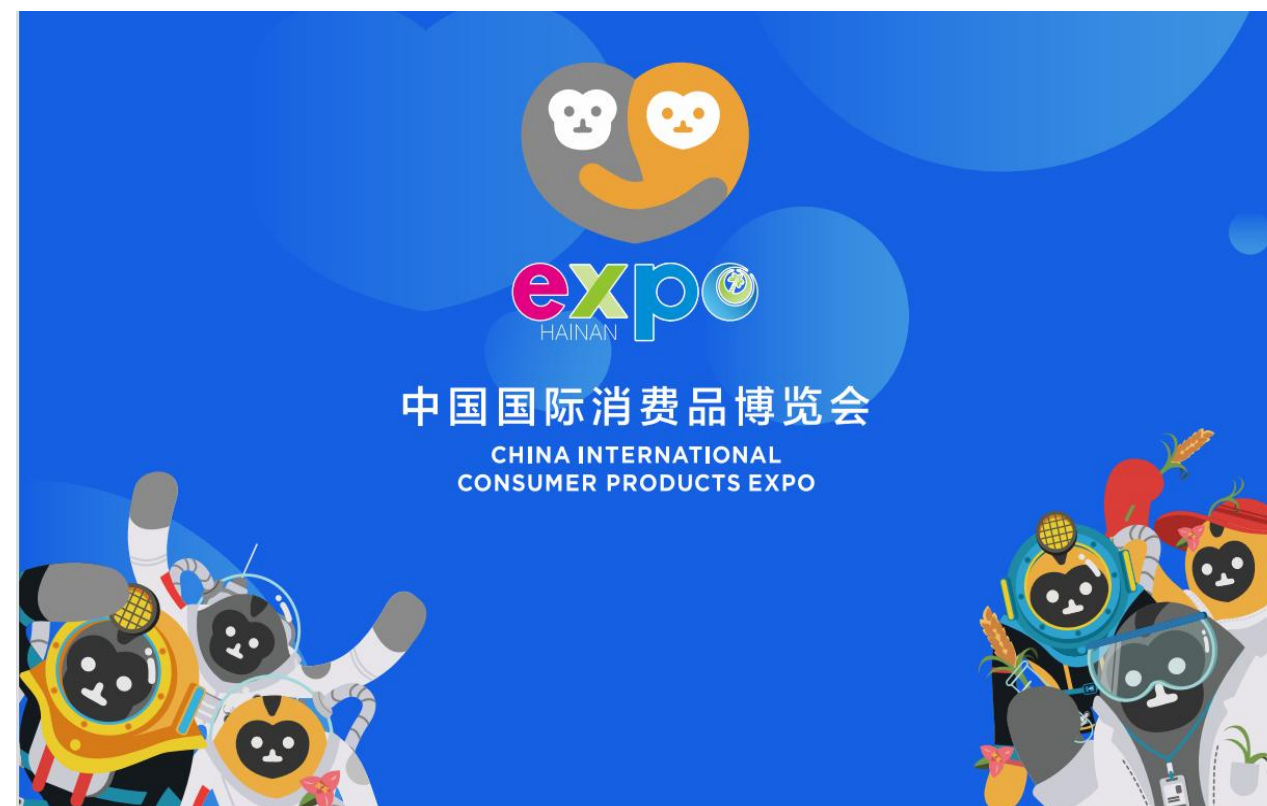 expo
HAINAN
中国国际消费品博览会
CHINA INTERNATIONAL
CONSUMER PRODUCTS EXPO